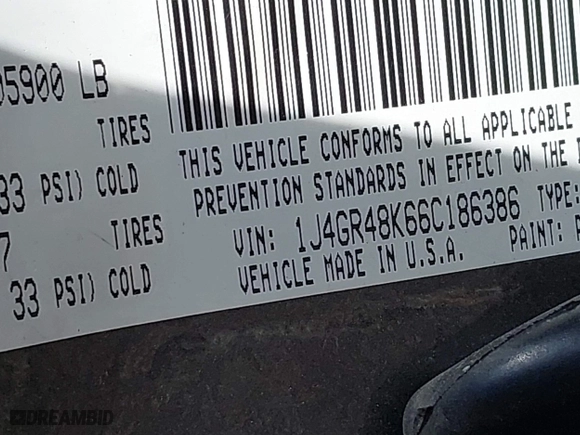 05900 LB
TIRES
33 PSI) COLD
7 TIRES
33 PSI) COLD
THIS VEHICLE CONFORMS TO ALL APPLICABLE
PREVENTION STANDARDS IN EFFECT ON THE
VIN: 1J4GR48K66C186386 TYPE:
VEHICLE MADE IN U.S.A. PAINT:
DREAMBID